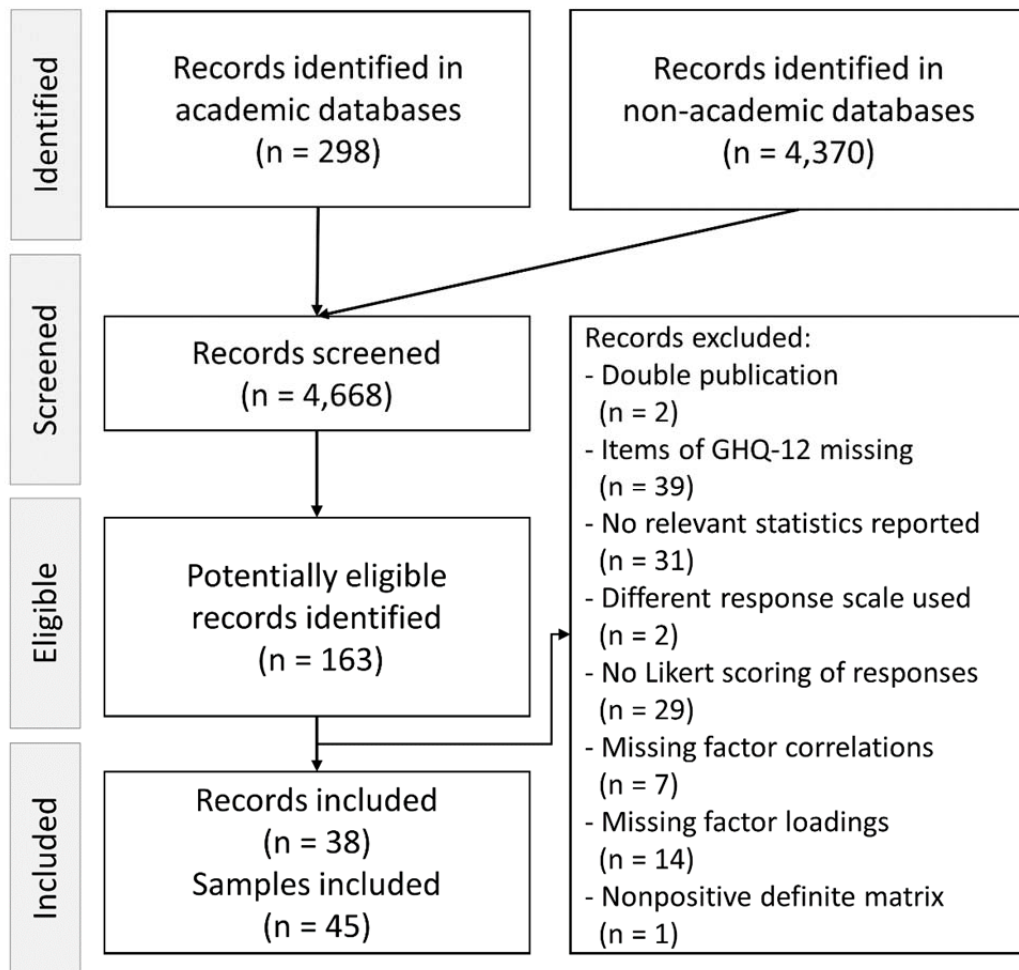 Identified
Records identified in
academic databases
(n = 298)
Records identified in
non-academic databases
(n = 4,370)
Screened
Records screened
(n = 4,668)
Records excluded:
- Double publication
(n = 2)
- Items of GHQ-12 missing
(n = 39)
- No relevant statistics reported
(n = 31)
- Different response scale used
(n = 2)
- No Likert scoring of responses
(n = 29)
- Missing factor correlations
(n = 7)
- Missing factor loadings
(n = 14)
- Nonpositive definite matrix
(n = 1)
Eligible
Potentially eligible
records identified
(n = 163)
Included
Records included
(n = 38)
Samples included
(n = 45)